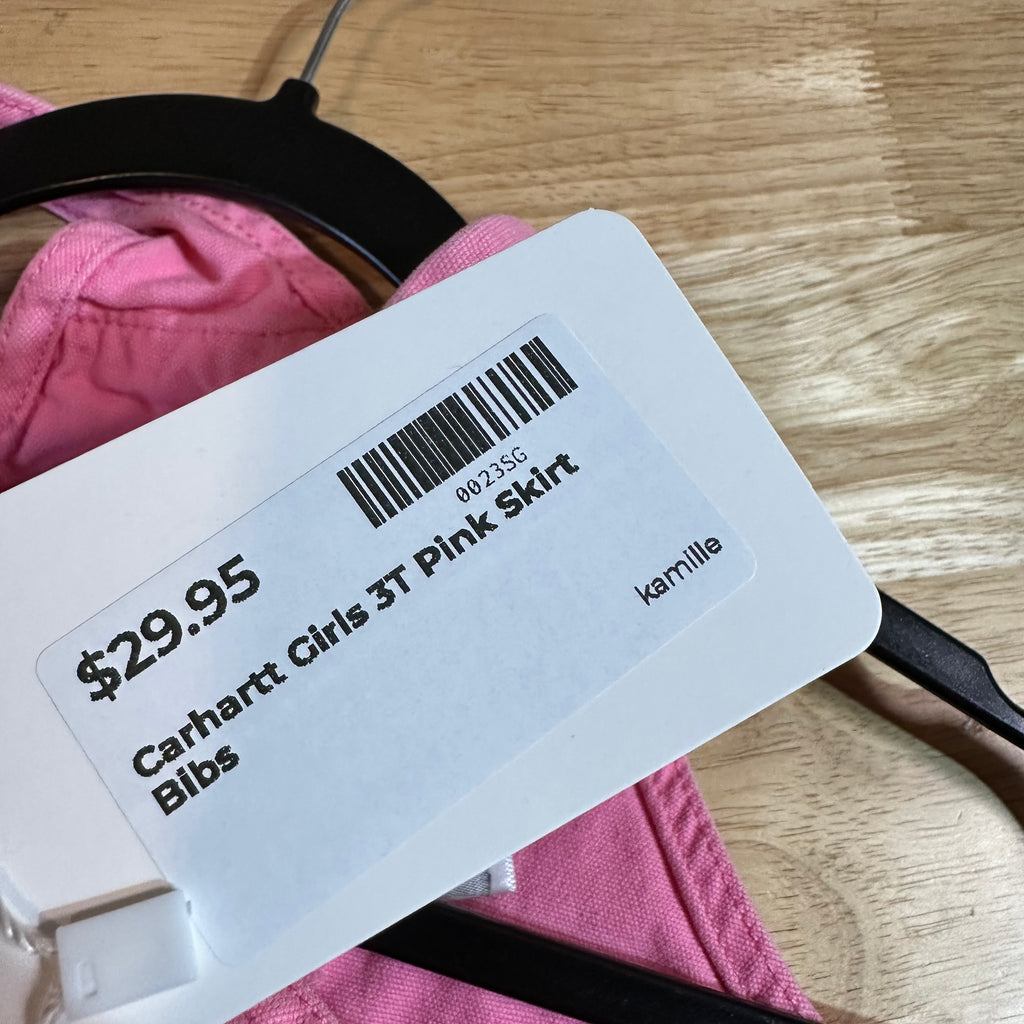 0023SG
$29.95
Carhartt Girls 3T Pink Skirt
Bibs
kamille